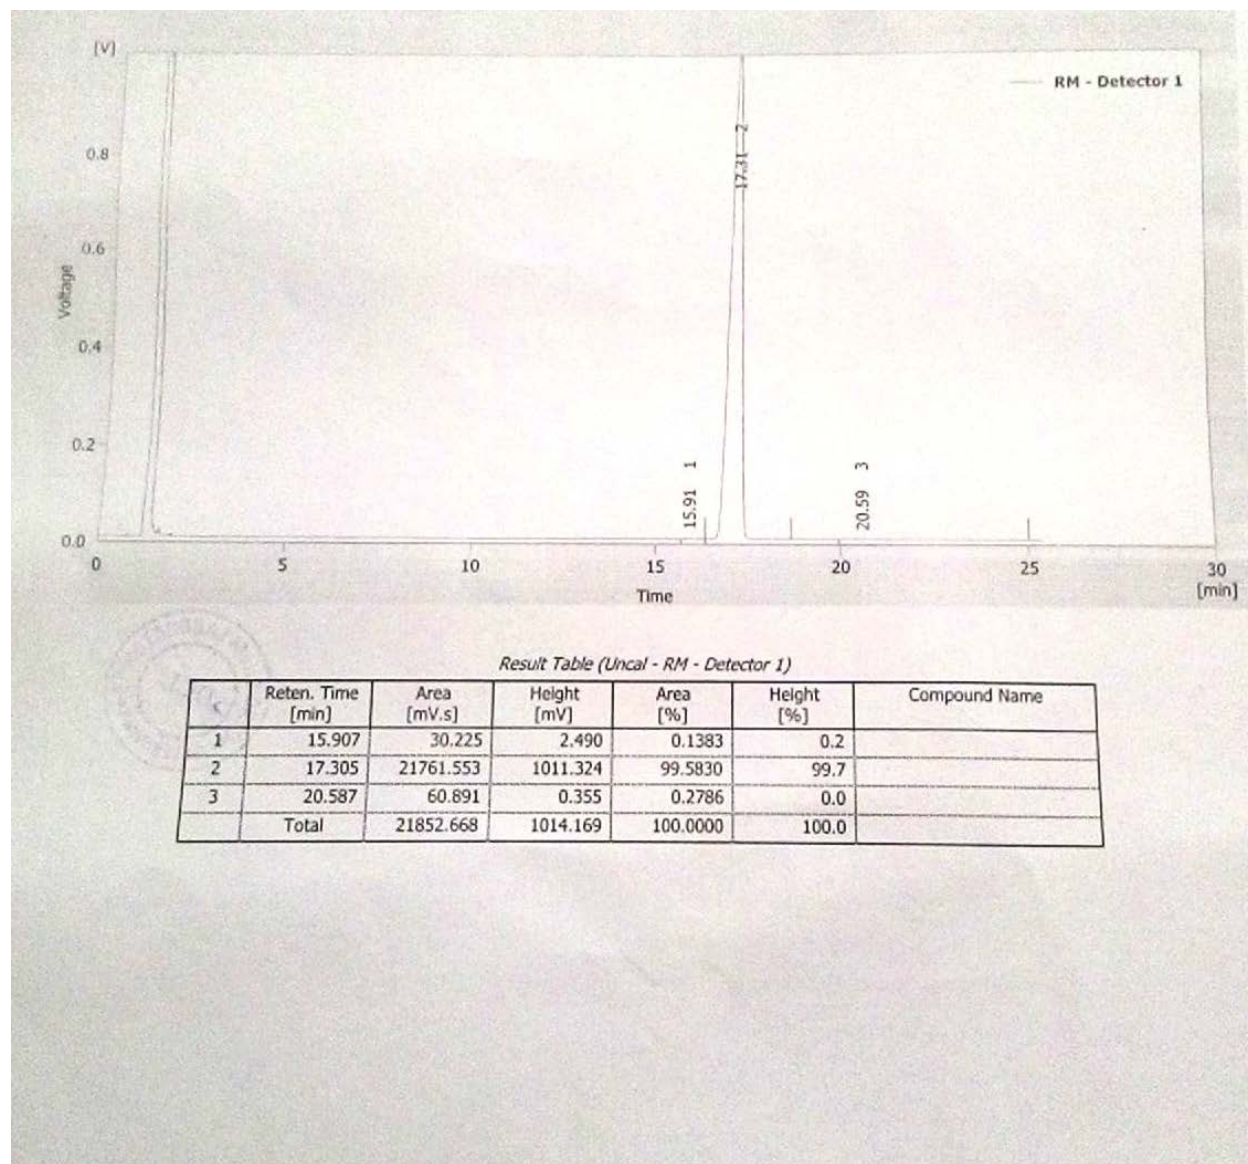 [V]
RM - Detector 1
0.8
0.6
0.4
0.2
0.0
Voltage
17.31 2
15.91 1
20.59 3
0 5 10 15 20 25 30
Time [min]
Result Table (Uncal - RM - Detector 1)
Reten. Time [min] Area [mV.s] Height [mV] Area [%] Height [%] Compound Name
1 15.907 30.225 2.490 0.1383 0.2
2 17.305 21761.553 1011.324 99.5830 99.7
3 20.587 60.891 0.355 0.2786 0.0
Total 21852.668 1014.169 100.0000 100.0